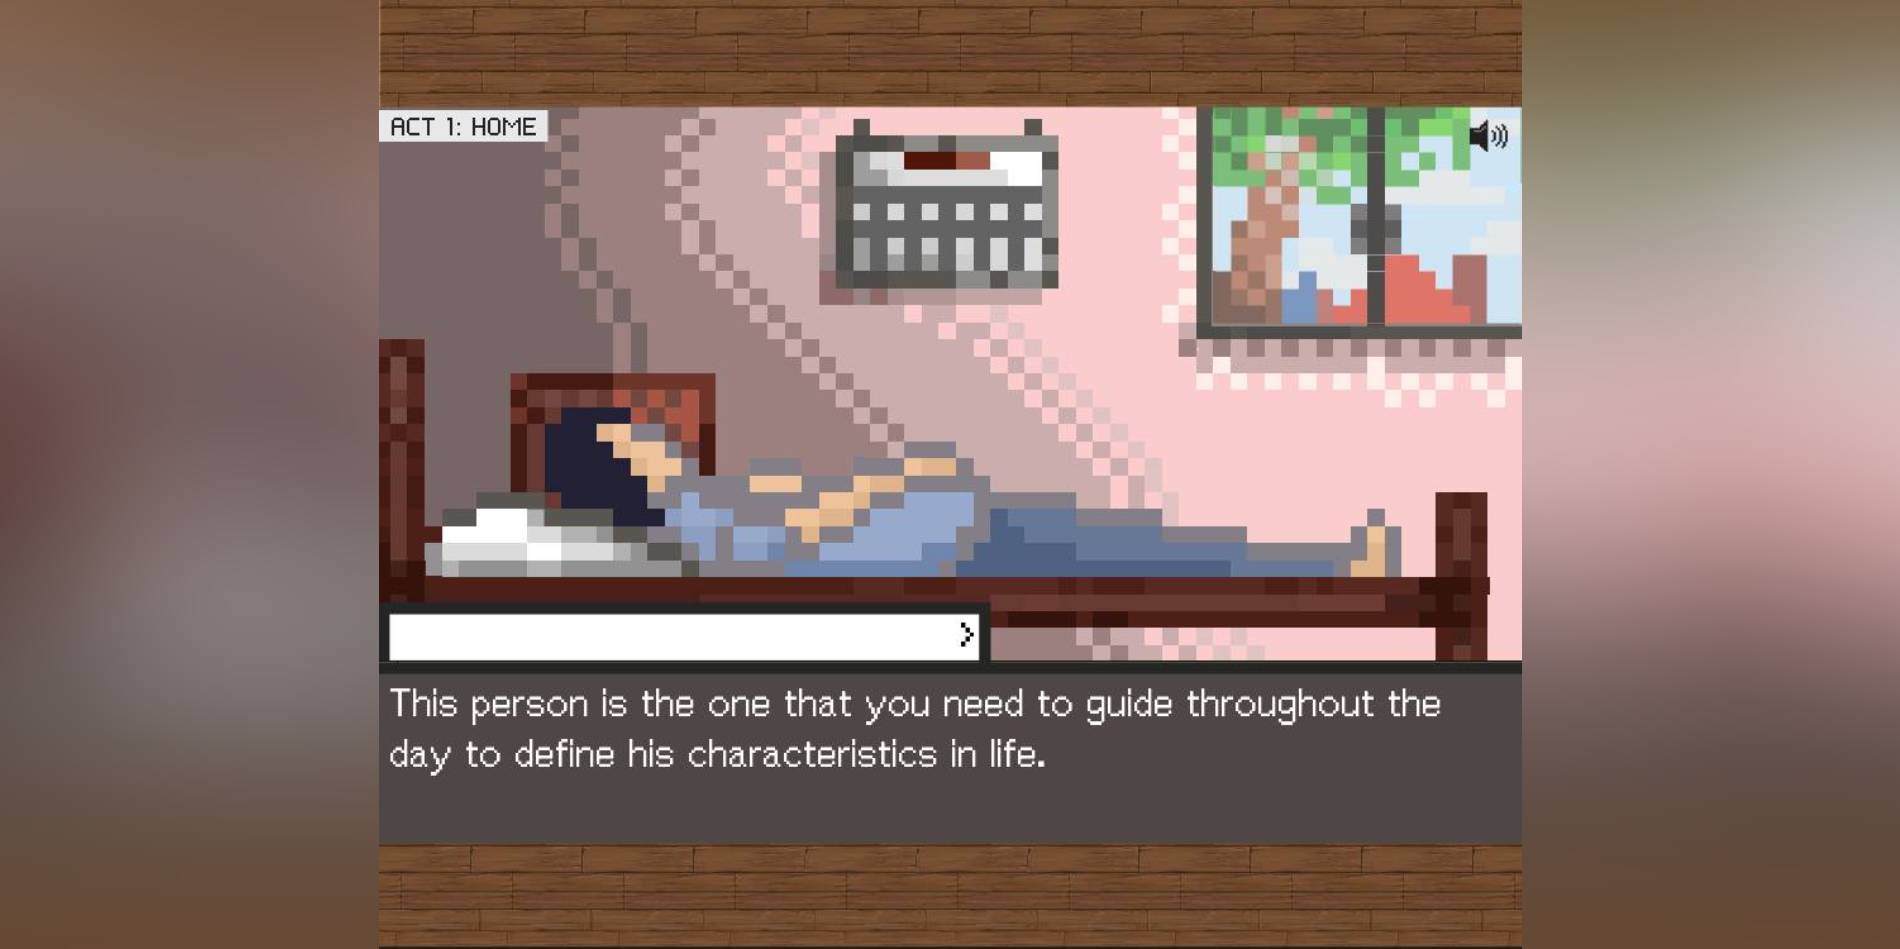 ACT 1: HOME
>
This person is the one that you need to guide throughout the
day to define his characteristics in life.